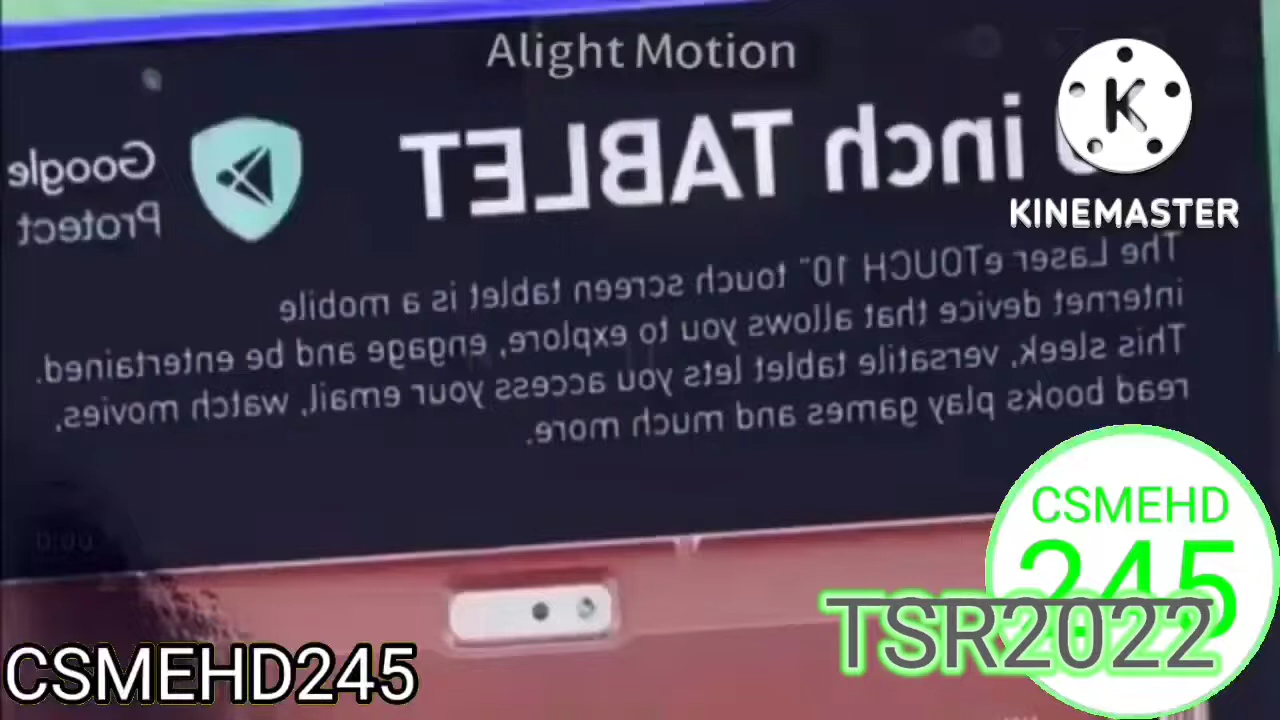 Alight Motion
K
KINEMASTER
inch TABLET
Google
Protect
The Laser eTOUCH 10" touch screen tablet is a mobile
internet device that allows you to explore, engage and be entertained.
This sleek, versatile tablet lets you access your email, watch movies,
read books play games and much more.
CSMEHD
245
TSR2022
CSMEHD245